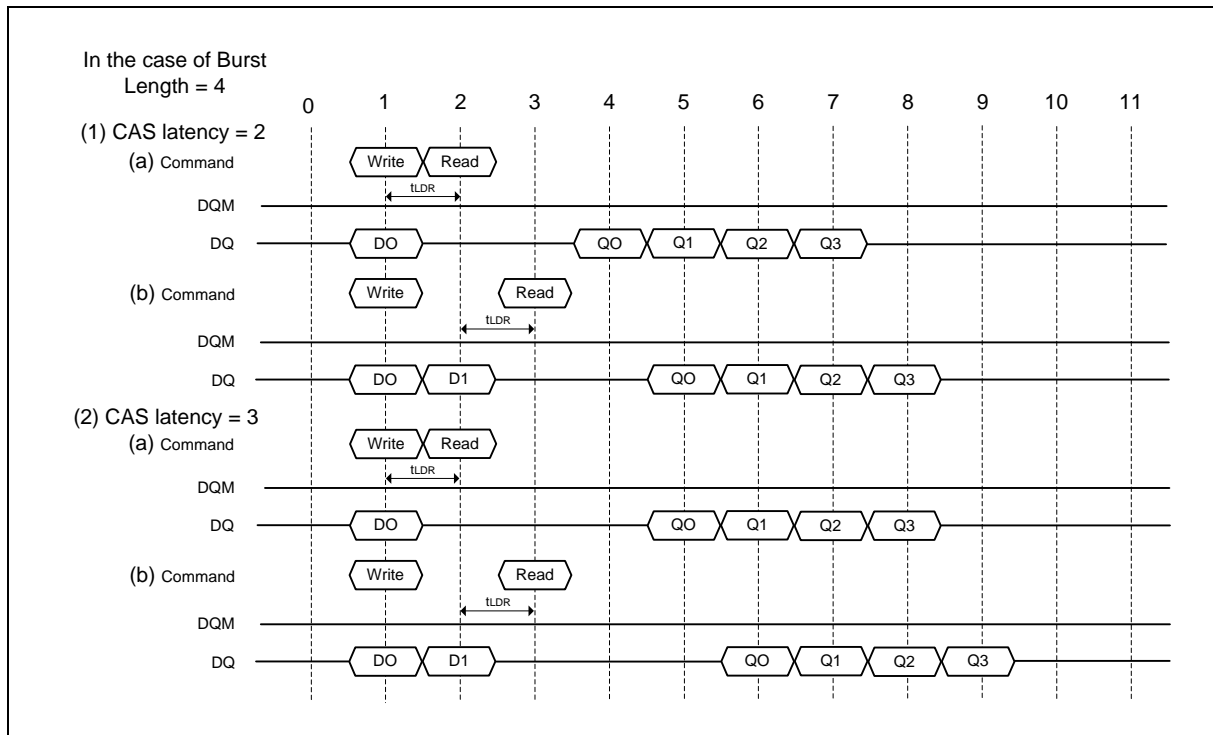 In the case of Burst
Length = 4
0 1 2 3 4 5 6 7 8 9 10 11
(1) CAS latency = 2
(a) Command Write Read
tLDR
DQM
DQ DO QO Q1 Q2 Q3
(b) Command Write Read
tLDR
DQM
DQ DO D1 QO Q1 Q2 Q3
(2) CAS latency = 3
(a) Command Write Read
tLDR
DQM
DQ DO QO Q1 Q2 Q3
(b) Command Write Read
tLDR
DQM
DQ DO D1 QO Q1 Q2 Q3